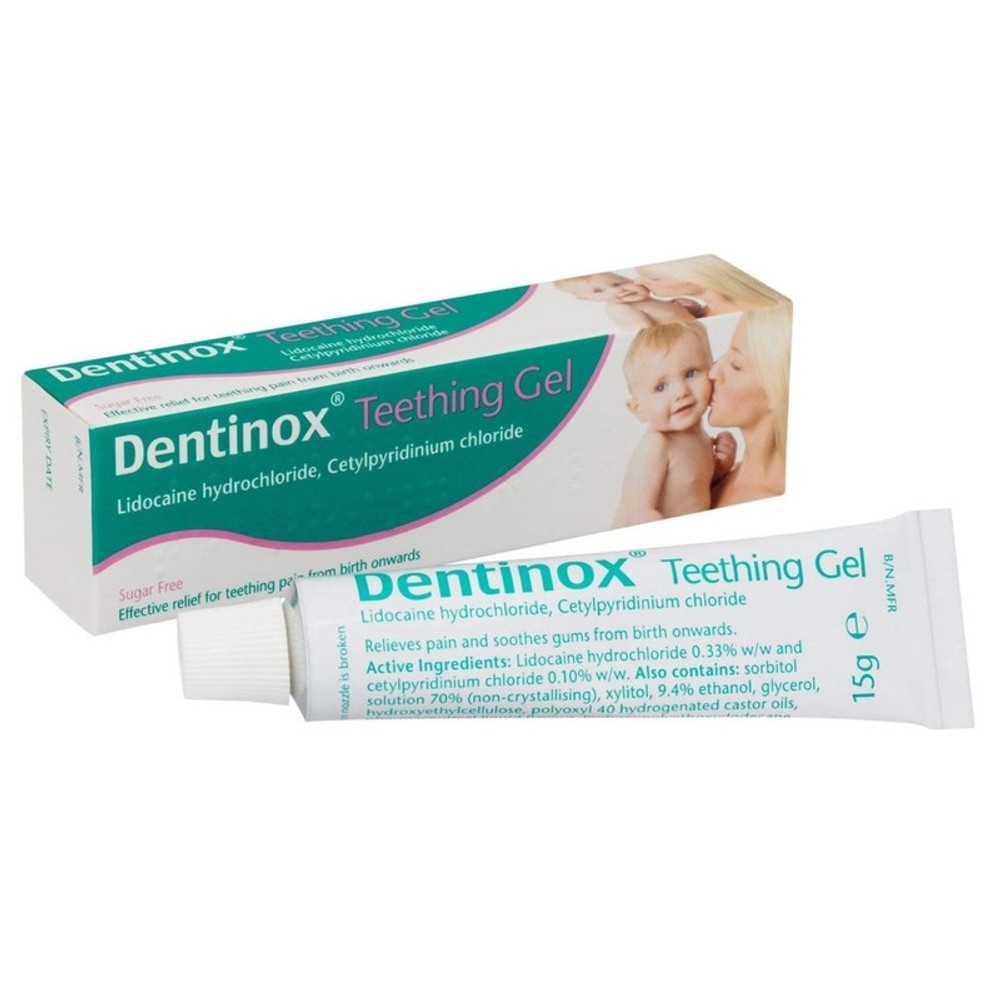 Dentinox® Teething Gel
Lidocaine hydrochloride
Cetylpyridinium chloride
Sugar Free
Effective relief for teething pain from birth onwards
EXPIRY DATE
B/N.MFR
Dentinox® Teething Gel
Lidocaine hydrochloride, Cetylpyridinium chloride
Sugar Free
Effective relief for teething pain from birth onwards
nozzle is broken
Dentinox® Teething Gel
Lidocaine hydrochloride, Cetylpyridinium chloride
Relieves pain and soothes gums from birth onwards.
Active Ingredients: Lidocaine hydrochloride 0.33% w/w and
cetylpyridinium chloride 0.10% w/w. Also contains: sorbitol
solution 70% (non-crystallising), xylitol, 9.4% ethanol, glycerol,
hydroxyethylcellulose, polyoxyl 40 hydrogenated castor oils,
15g e
B/N.MFR